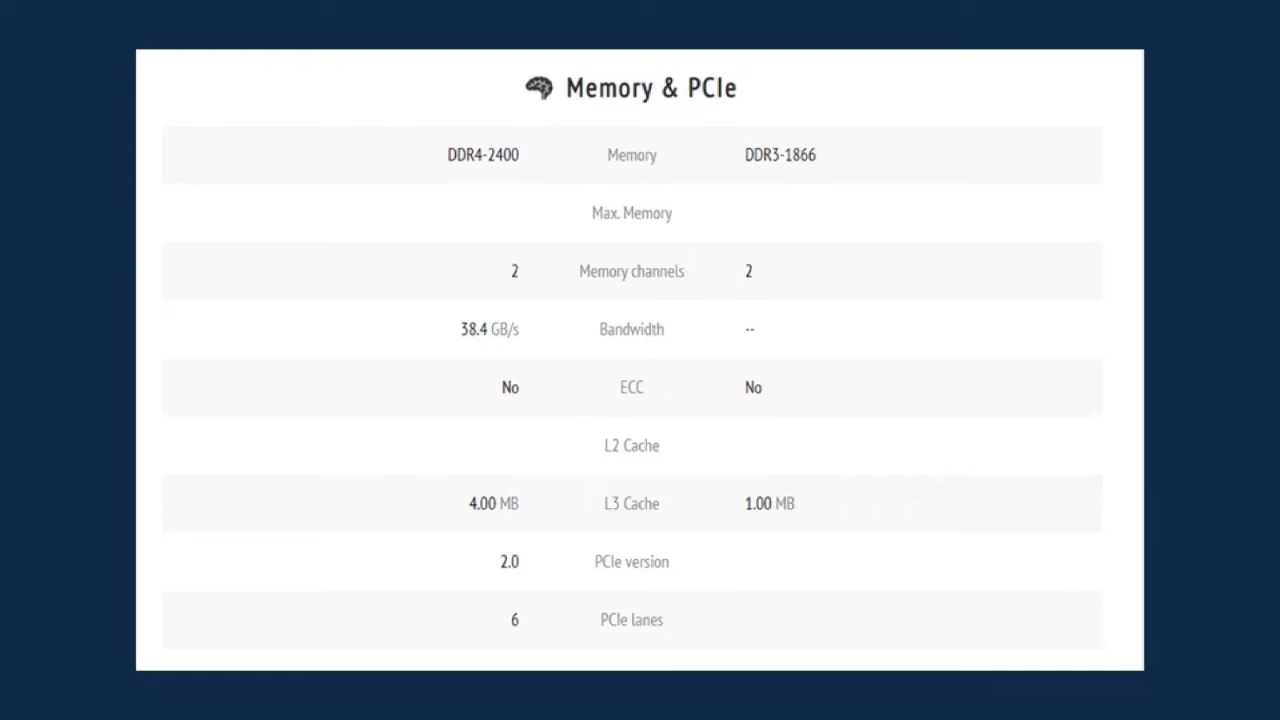 Memory & PCIe
DDR4-2400 Memory DDR3-1866
Max. Memory
2 Memory channels 2
38.4 GB/s Bandwidth --
No ECC No
L2 Cache
4.00 MB L3 Cache 1.00 MB
2.0 PCIe version
6 PCIe lanes